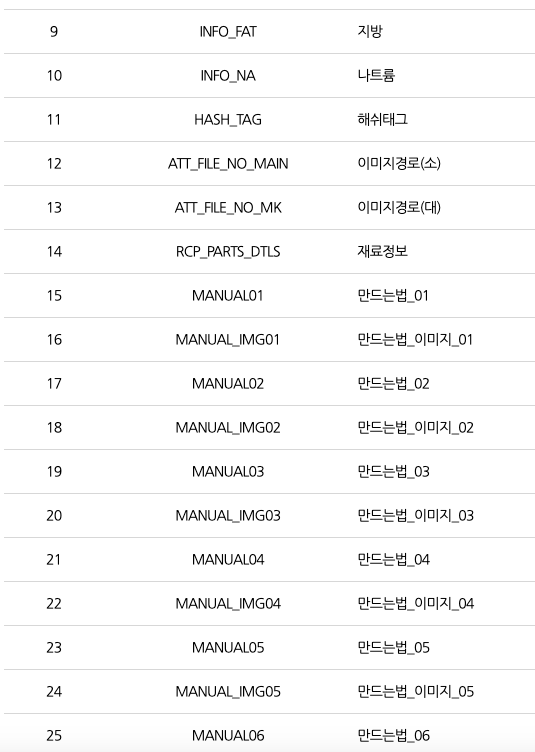 9 INFO_FAT 지방
10 INFO_NA 나트륨
11 HASH_TAG 해쉬태그
12 ATT_FILE_NO_MAIN 이미지경로(소)
13 ATT_FILE_NO_MK 이미지경로(대)
14 RCP_PARTS_DTLS 재료정보
15 MANUAL01 만드는법_01
16 MANUAL_IMG01 만드는법_이미지_01
17 MANUAL02 만드는법_02
18 MANUAL_IMG02 만드는법_이미지_02
19 MANUAL03 만드는법_03
20 MANUAL_IMG03 만드는법_이미지_03
21 MANUAL04 만드는법_04
22 MANUAL_IMG04 만드는법_이미지_04
23 MANUAL05 만드는법_05
24 MANUAL_IMG05 만드는법_이미지_05
25 MANUAL06 만드는법_06